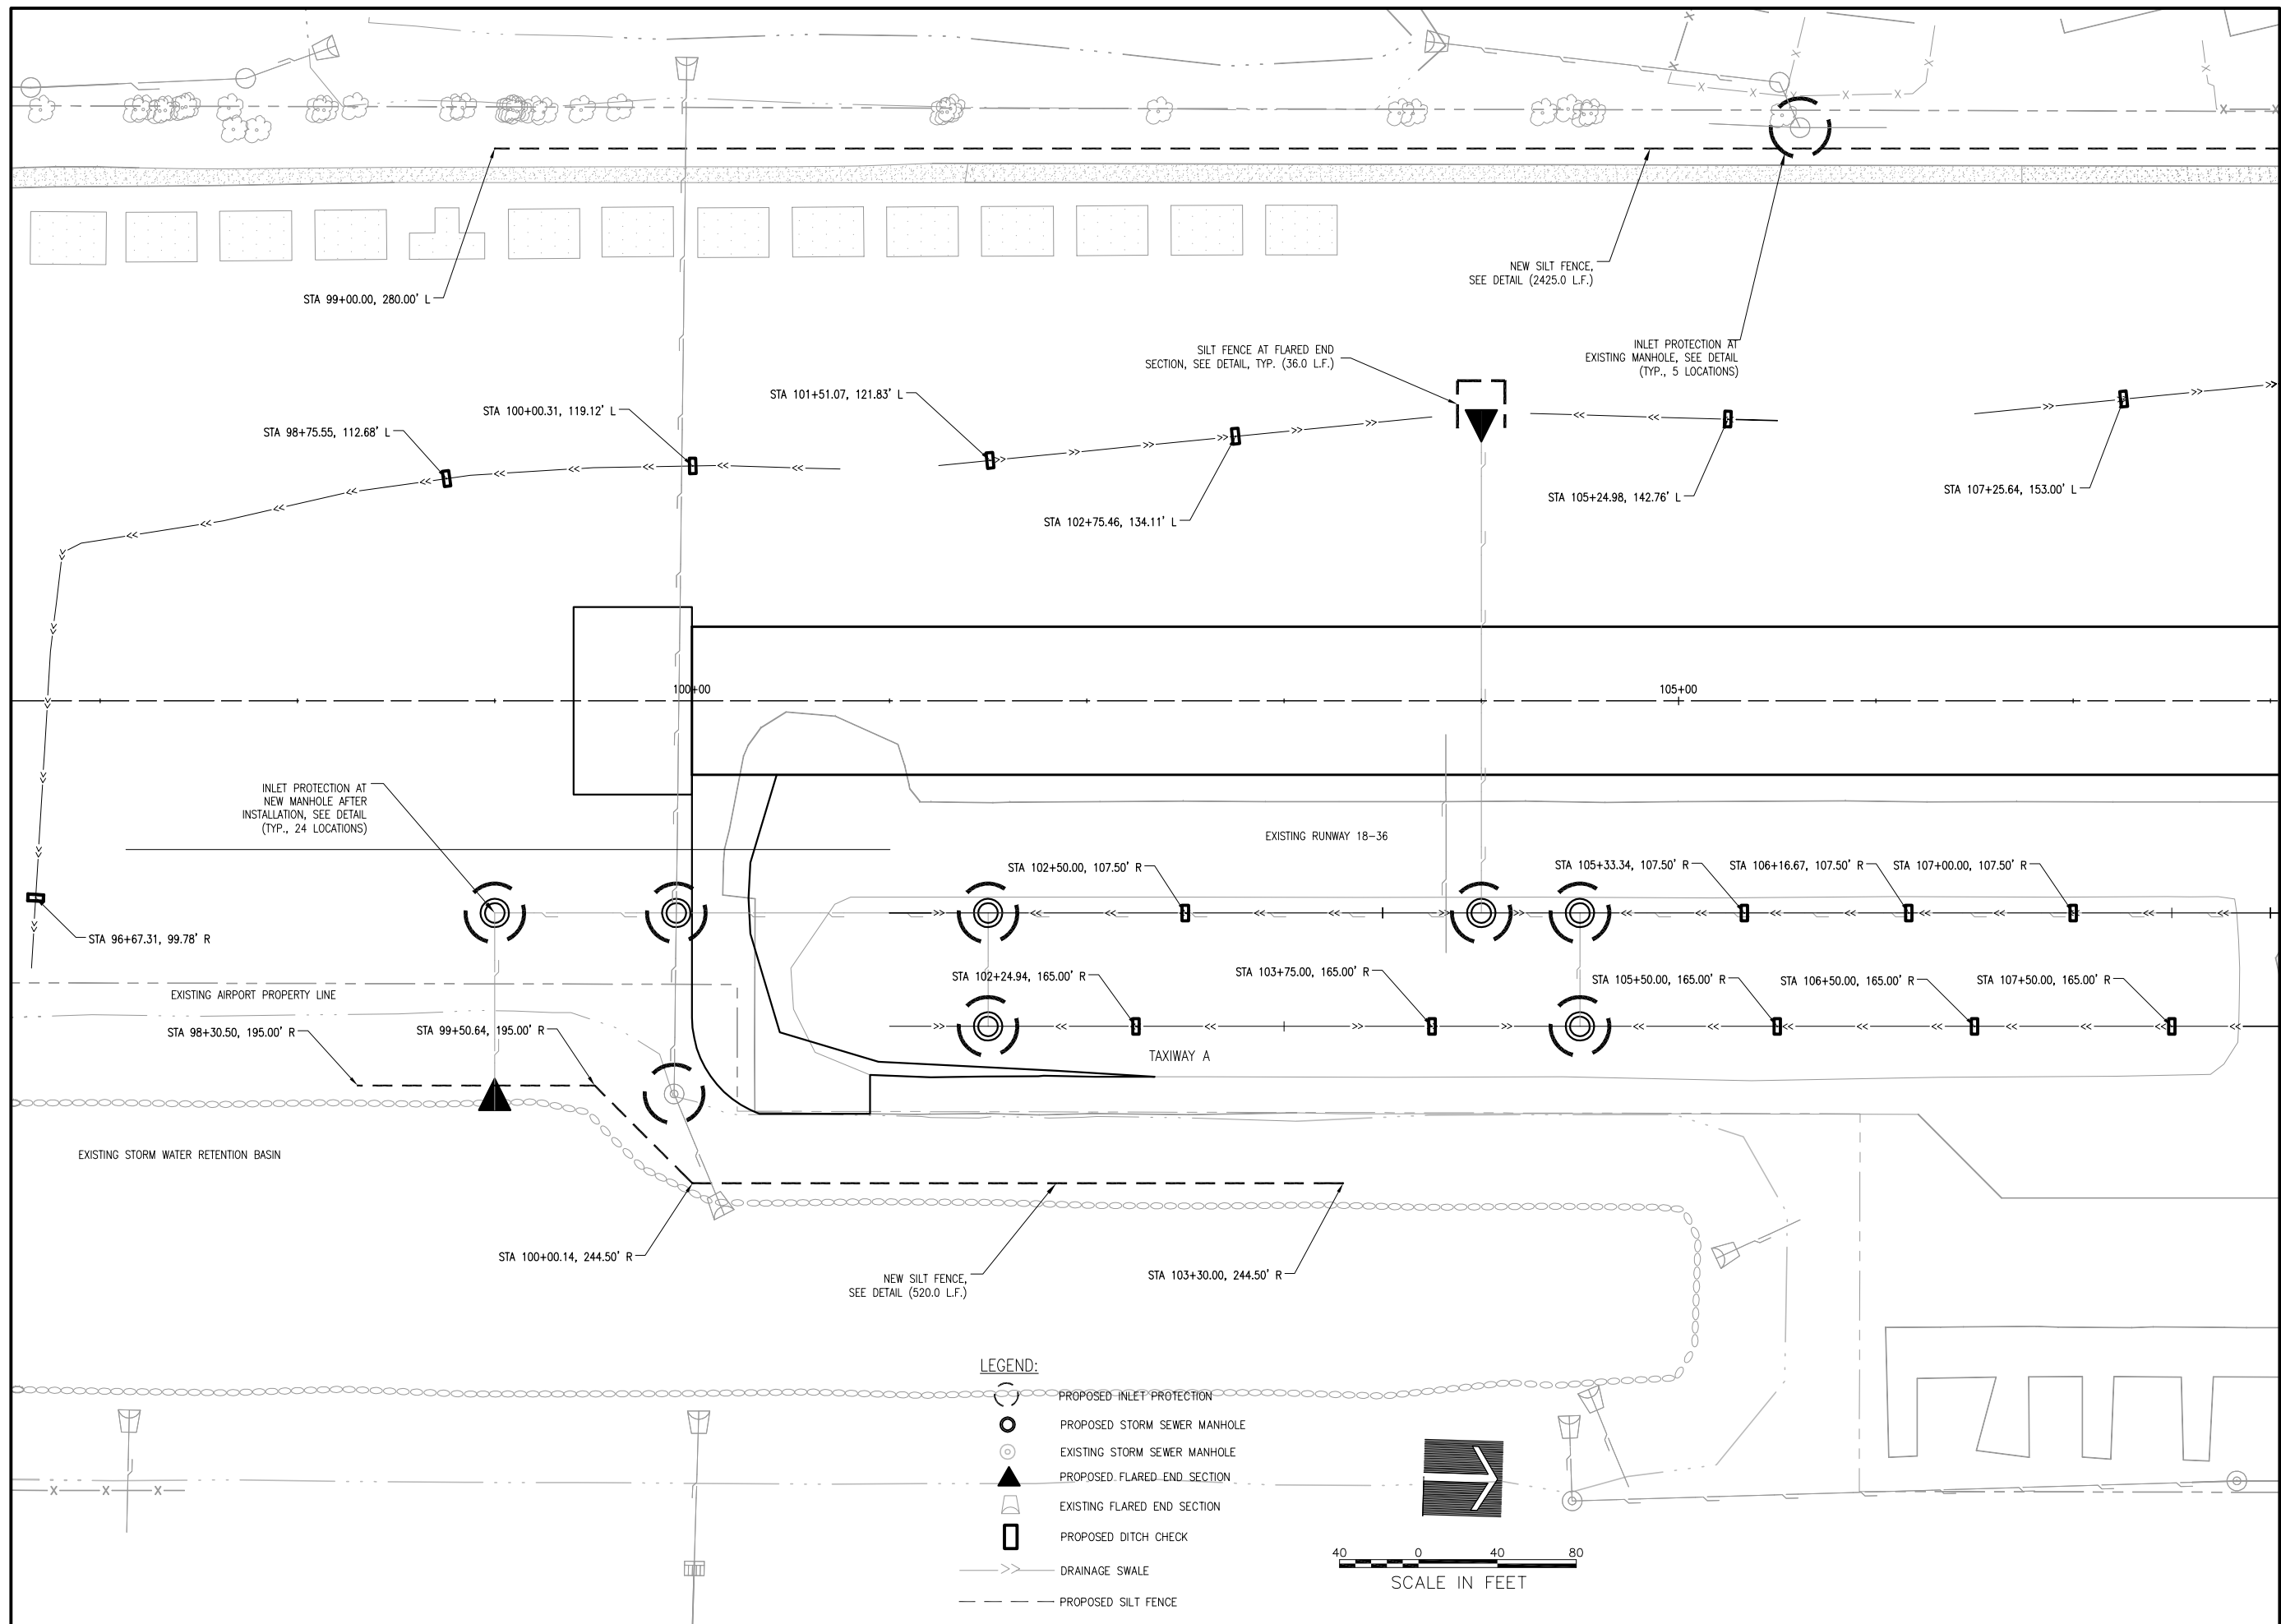 STA 99+00.00, 280.00' L
NEW SILT FENCE,
SEE DETAIL (2425.0 L.F.)
INLET PROTECTION AT
EXISTING MANHOLE, SEE DETAIL
(TYP., 5 LOCATIONS)
SILT FENCE AT FLARED END
SECTION, SEE DETAIL, TYP. (36.0 L.F.)
STA 101+51.07, 121.83' L
STA 100+00.31, 119.12' L
STA 98+75.55, 112.68' L
STA 102+75.46, 134.11' L
STA 105+24.98, 142.76' L
STA 107+25.64, 153.00' L
100+00
105+00
INLET PROTECTION AT
NEW MANHOLE AFTER
INSTALLATION, SEE DETAIL
(TYP., 24 LOCATIONS)
EXISTING RUNWAY 18-36
STA 102+50.00, 107.50' R
STA 105+33.34, 107.50' R
STA 106+16.67, 107.50' R
STA 107+00.00, 107.50' R
STA 96+67.31, 99.78' R
STA 102+24.94, 165.00' R
STA 103+75.00, 165.00' R
STA 105+50.00, 165.00' R
STA 106+50.00, 165.00' R
STA 107+50.00, 165.00' R
EXISTING AIRPORT PROPERTY LINE
STA 98+30.50, 195.00' R
STA 99+50.64, 195.00' R
TAXIWAY A
EXISTING STORM WATER RETENTION BASIN
STA 100+00.14, 244.50' R
NEW SILT FENCE,
SEE DETAIL (520.0 L.F.)
STA 103+30.00, 244.50' R
LEGEND:
PROPOSED INLET PROTECTION
PROPOSED STORM SEWER MANHOLE
EXISTING STORM SEWER MANHOLE
PROPOSED FLARED END SECTION
EXISTING FLARED END SECTION
PROPOSED DITCH CHECK
DRAINAGE SWALE
PROPOSED SILT FENCE
40 0 40 80
SCALE IN FEET